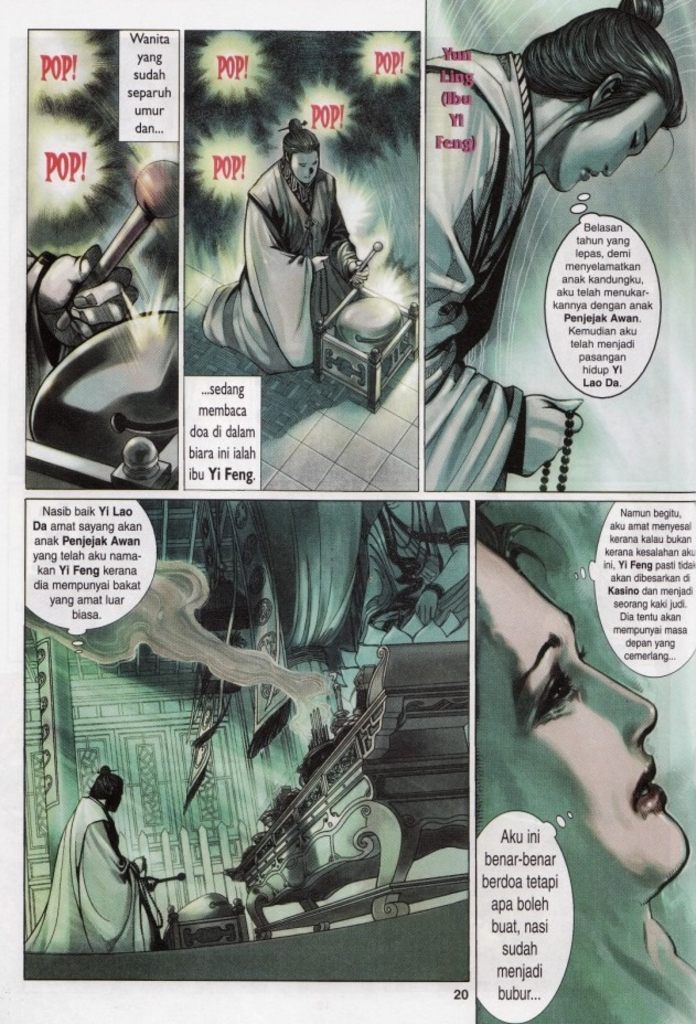 POP!
POP!
Wanita
yang
sudah
separuh
umur
dan...
POP!
POP!
POP!
POP!
...sedang
membaca
doa di dalam
biara ini ialah
ibu Yi Feng.
Yun
Ling
(Ibu
Yi
Feng)
Belasan
tahun yang
lepas, demi
menyelamatkan
anak kandungku,
aku telah menukar-
kannya dengan anak
Penjejak Awan.
Kemudian aku
telah menjadi
pasangan
hidup Yi
Lao Da.
Nasib baik Yi Lao
Da amat sayang akan
anak Penjejak Awan
yang telah aku nama-
kan Yi Feng kerana
dia mempunyai bakat
yang amat luar
biasa.
Namun begitu,
aku amat menyesal
kerana kalau bukan
kerana kesalahan aku
ini, Yi Feng pasti tidak
akan dibesarkan di
Kasino dan menjadi
seorang kaki judi.
Dia tentu akan
mempunyai masa
depan yang
cemerlang...
Aku ini
benar-benar
berdoa tetapi
apa boleh
buat, nasi
sudah
menjadi
bubur...
20